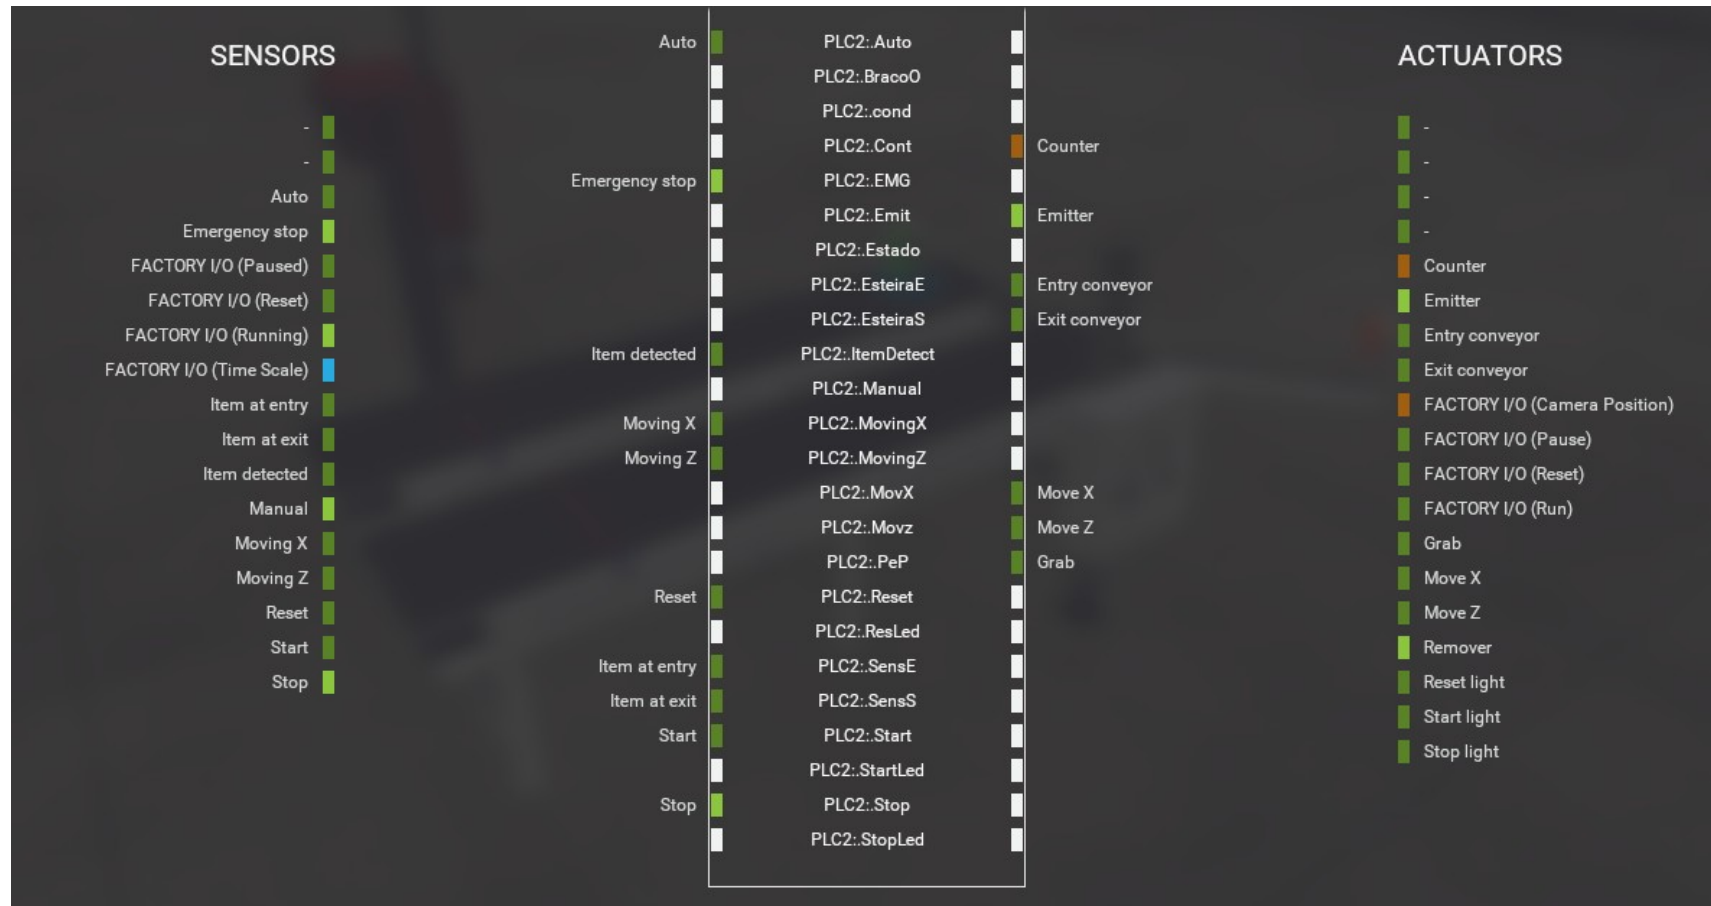 SENSORS
-
-
Auto
Emergency stop
FACTORY I/O (Paused)
FACTORY I/O (Reset)
FACTORY I/O (Running)
FACTORY I/O (Time Scale)
Item at entry
Item at exit
Item detected
Manual
Moving X
Moving Z
Reset
Start
Stop
Auto PLC2:.Auto
PLC2:.BracoO
PLC2:.cond
PLC2:.Cont Counter
Emergency stop PLC2:.EMG
PLC2:.Emit Emitter
PLC2:.Estado
PLC2:.EsteiraE Entry conveyor
PLC2:.EsteiraS Exit conveyor
Item detected PLC2:.ItemDetect
PLC2:.Manual
Moving X PLC2:.MovingX
Moving Z PLC2:.MovingZ
PLC2:.MovX Move X
PLC2:.Movz Move Z
PLC2:.PeP Grab
Reset PLC2:.Reset
PLC2:.ResLed
Item at entry PLC2:.SensE
Item at exit PLC2:.SensS
Start PLC2:.Start
PLC2:.StartLed
Stop PLC2:.Stop
PLC2:.StopLed
ACTUATORS
-
-
-
-
Counter
Emitter
Entry conveyor
Exit conveyor
FACTORY I/O (Camera Position)
FACTORY I/O (Pause)
FACTORY I/O (Reset)
FACTORY I/O (Run)
Grab
Move X
Move Z
Remover
Reset light
Start light
Stop light